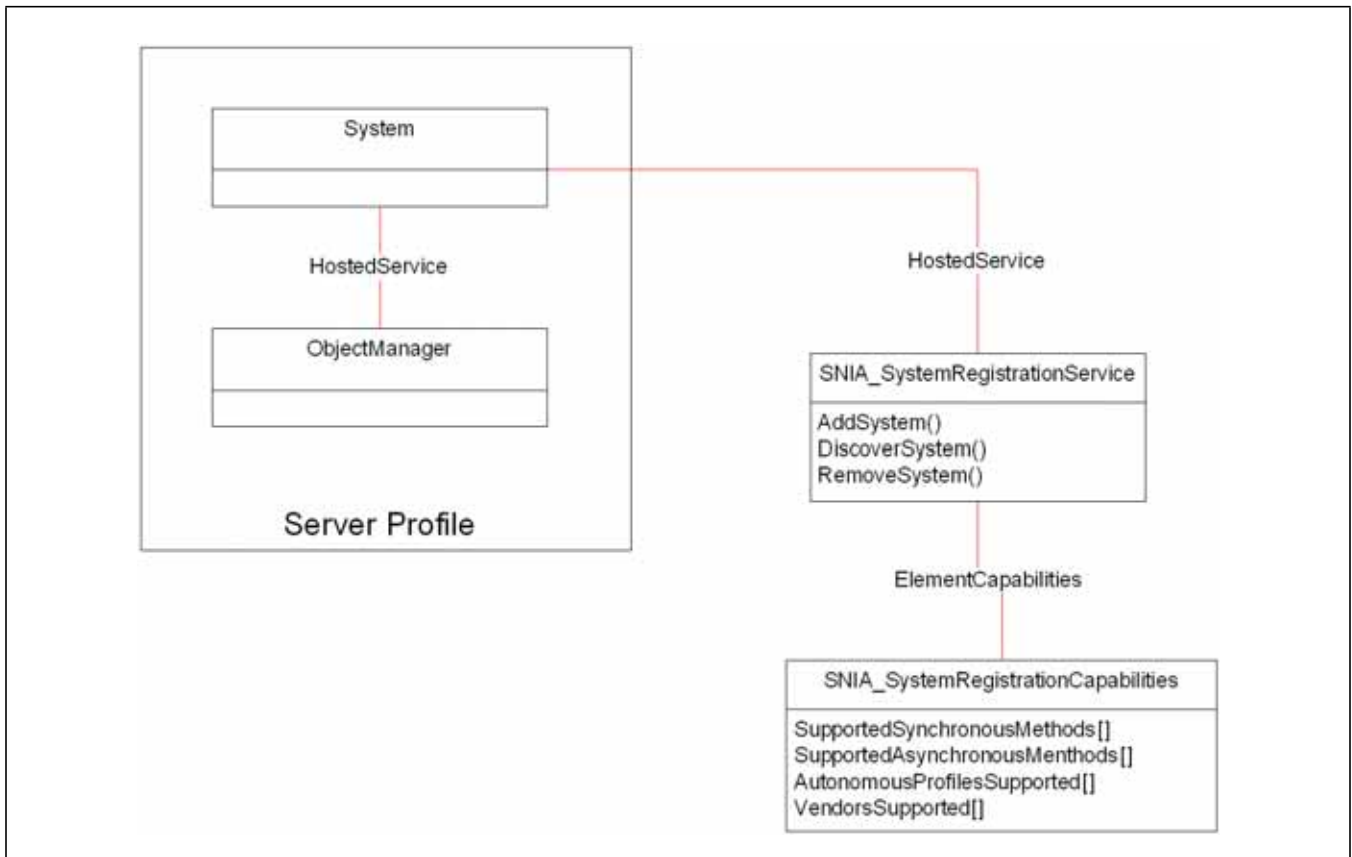 System
HostedService
ObjectManager
Server Profile
HostedService
SNIA_SystemRegistrationService
AddSystem()
DiscoverSystem()
RemoveSystem()
ElementCapabilities
SNIA_SystemRegistrationCapabilities
SupportedSynchronousMethods[]
SupportedAsynchronousMenthods[]
AutonomousProfilesSupported[]
VendorsSupported[]